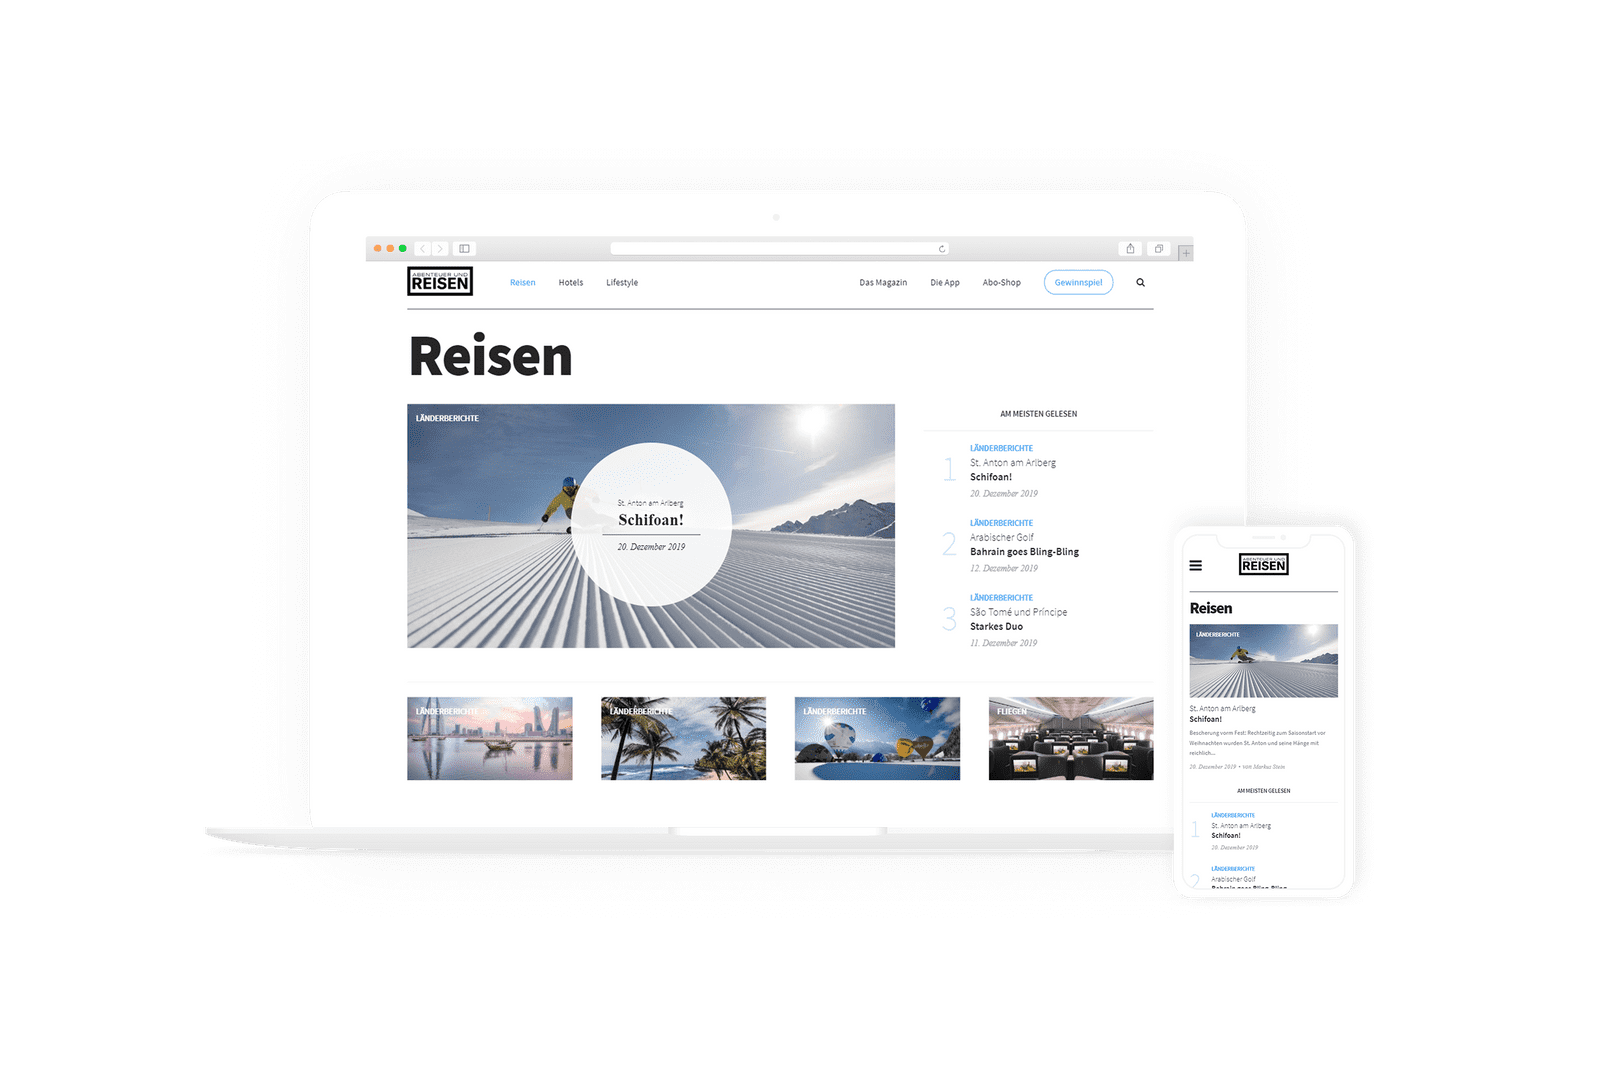 ABENTEUER UND
REISEN
Reisen
Hotels
Lifestyle
Das Magazin
Die App
Abo-Shop
Gewinnspiel
Reisen
LÄNDERBERICHTE
St. Anton am Arlberg
Schifoan!
20. Dezember 2019
AM MEISTEN GELESEN
1
LÄNDERBERICHTE
St. Anton am Arlberg
Schifoan!
20. Dezember 2019
2
LÄNDERBERICHTE
Arabischer Golf
Bahrain goes Bling-Bling
12. Dezember 2019
3
LÄNDERBERICHTE
São Tomé und Príncipe
Starkes Duo
11. Dezember 2019
LÄNDERBERICHTE
LÄNDERBERICHTE
LÄNDERBERICHTE
FLIEGEN
ABENTEUER UND
REISEN
Reisen
LÄNDERBERICHTE
St. Anton am Arlberg
Schifoan!
Bescherung vorm Fest: Rechtzeitig zum Saisonstart vor
Weihnachten wurden St. Anton und seine Hänge mit
reichlich...
20. Dezember 2019 • von Markus Stein
AM MEISTEN GELESEN
1
LÄNDERBERICHTE
St. Anton am Arlberg
Schifoan!
20. Dezember 2019
2
LÄNDERBERICHTE
Arabischer Golf
Bahrain goes Bling-Bling